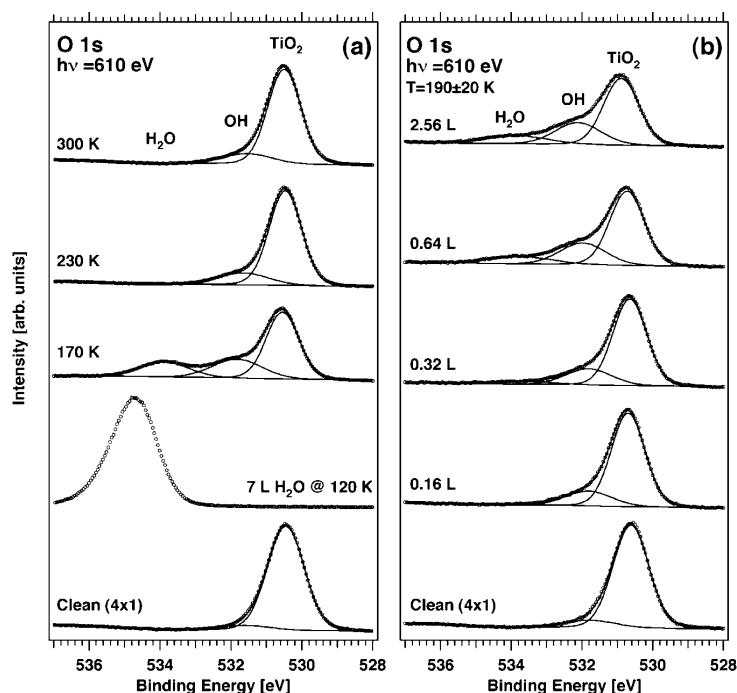 O 1s
hν =610 eV
TiO2
(a)
H2O
OH
300 K
230 K
170 K
7 L H2O @ 120 K
Clean (4x1)
536 534 532 530 528
Binding Energy [eV]
Intensity [arb. units]
O 1s
hν =610 eV
T=190±20 K
TiO2
(b)
OH
H2O
2.56 L
0.64 L
0.32 L
0.16 L
Clean (4x1)
536 534 532 530 528
Binding Energy [eV]